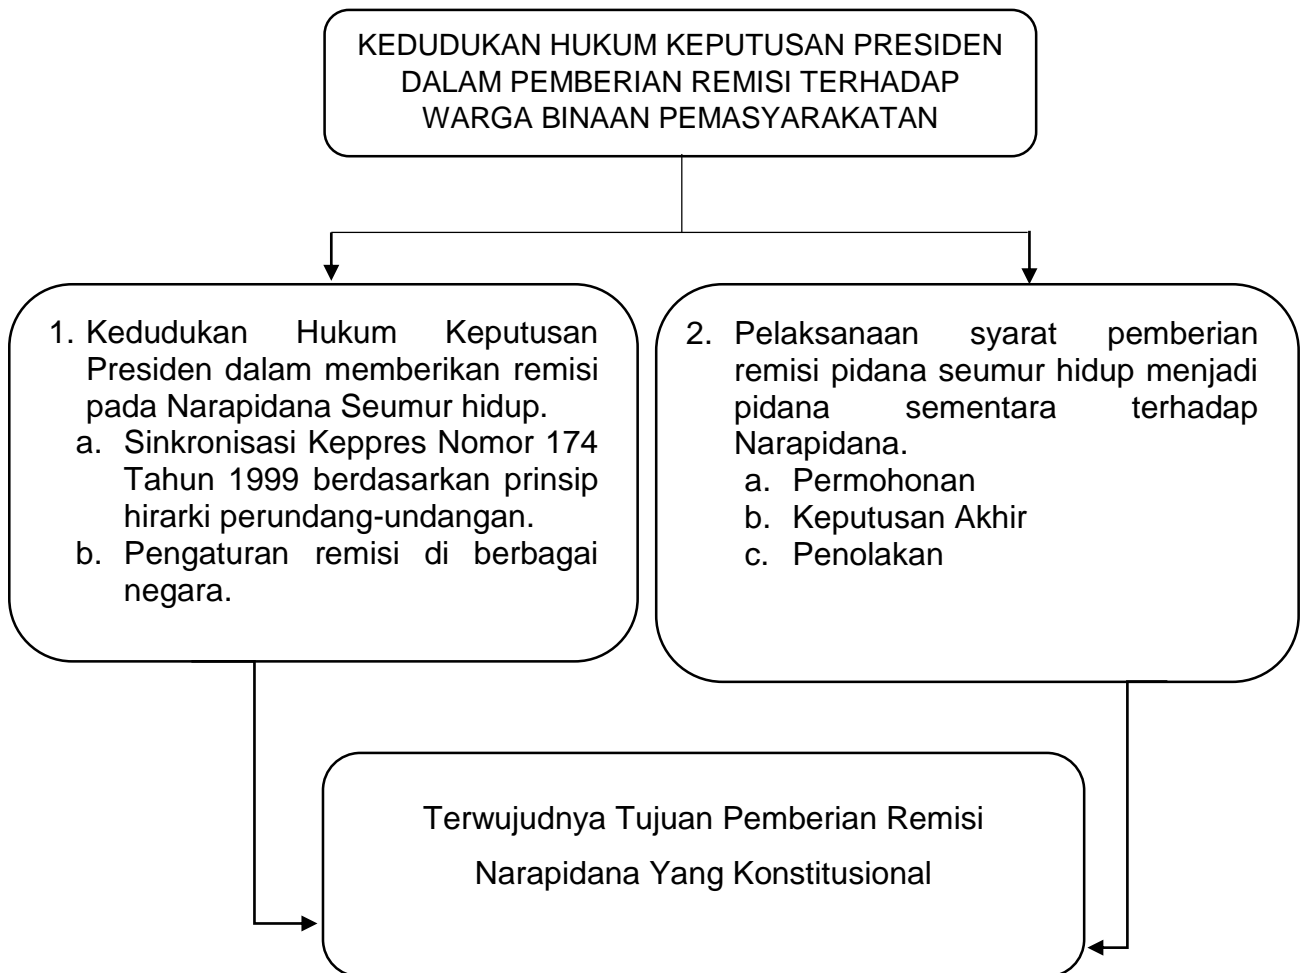 KEDUDUKAN HUKUM KEPUTUSAN PRESIDEN
DALAM PEMBERIAN REMISI TERHADAP
WARGA BINAAN PEMASYARAKATAN
1. Kedudukan Hukum Keputusan
Presiden dalam memberikan remisi
pada Narapidana Seumur hidup.
a. Sinkronisasi Keppres Nomor 174
Tahun 1999 berdasarkan prinsip
hirarki perundang-undangan.
b. Pengaturan remisi di berbagai
negara.
2. Pelaksanaan syarat pemberian
remisi pidana seumur hidup menjadi
pidana sementara terhadap
Narapidana.
a. Permohonan
b. Keputusan Akhir
c. Penolakan
Terwujudnya Tujuan Pemberian Remisi
Narapidana Yang Konstitusional